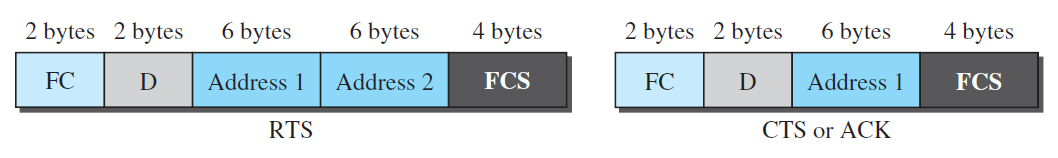 2 bytes 2 bytes 6 bytes 6 bytes 4 bytes 2 bytes 2 bytes 6 bytes 4 bytes
FC D Address 1 Address 2 FCS FC D Address 1 FCS
RTS CTS or ACK